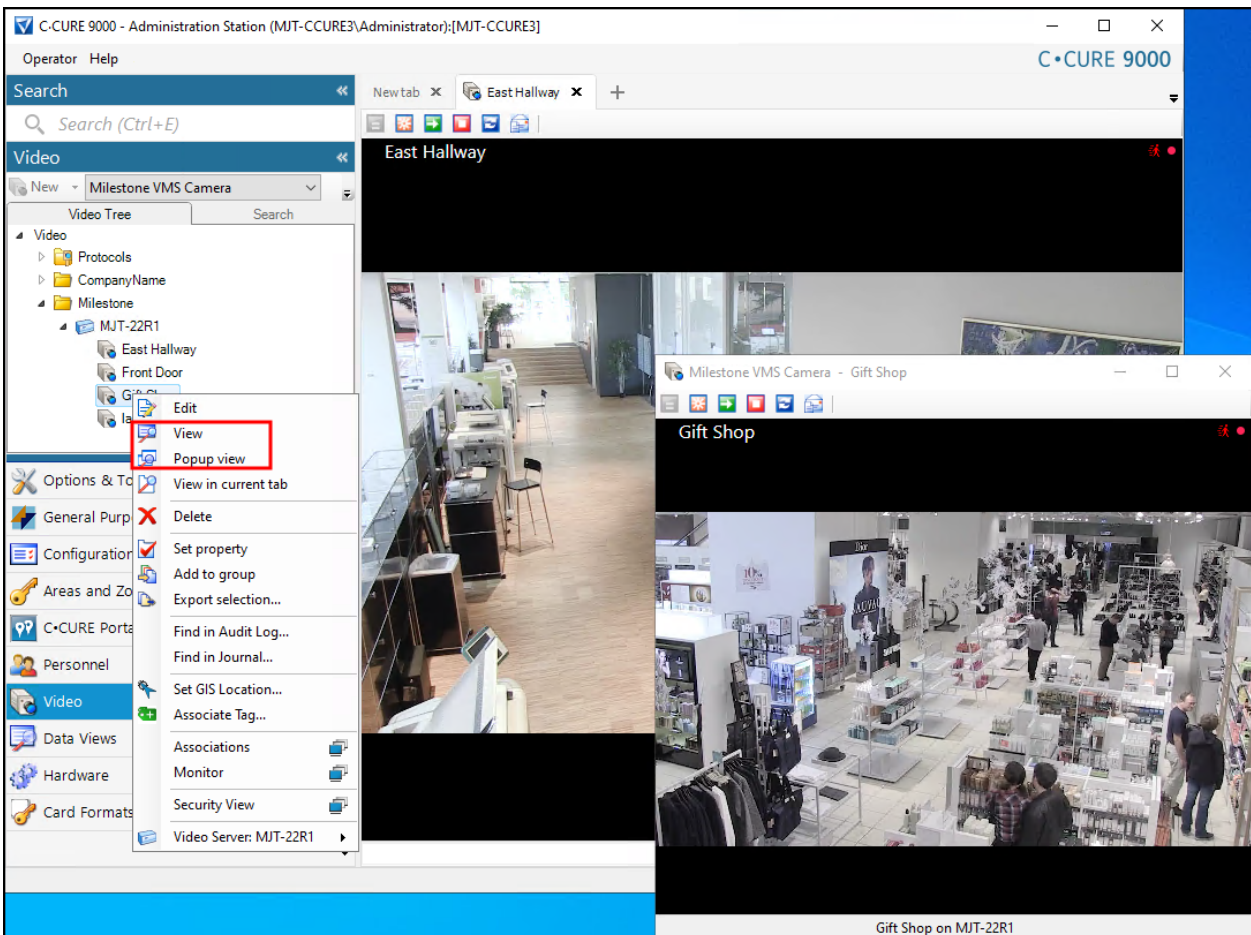 C•CURE 9000 - Administration Station (MJT-CCURE3\Administrator):[MJT-CCURE3]
Operator Help
C•CURE 9000
Search
Search (Ctrl+E)
Video
New
Milestone VMS Camera
Video Tree
Search
Video
Protocols
CompanyName
Milestone
MJT-22R1
East Hallway
Front Door
Edit
View
Popup view
View in current tab
Delete
Set property
Add to group
Export selection...
Find in Audit Log...
Find in Journal...
Set GIS Location...
Associate Tag...
Associations
Monitor
Security View
Video Server: MJT-22R1
Options & To
General Purp
Configuration
Areas and Zo
C•CURE Porta
Personnel
Video
Data Views
Hardware
Card Formats
New tab
East Hallway
East Hallway
Milestone VMS Camera - Gift Shop
Gift Shop
Dior
Gift Shop on MJT-22R1